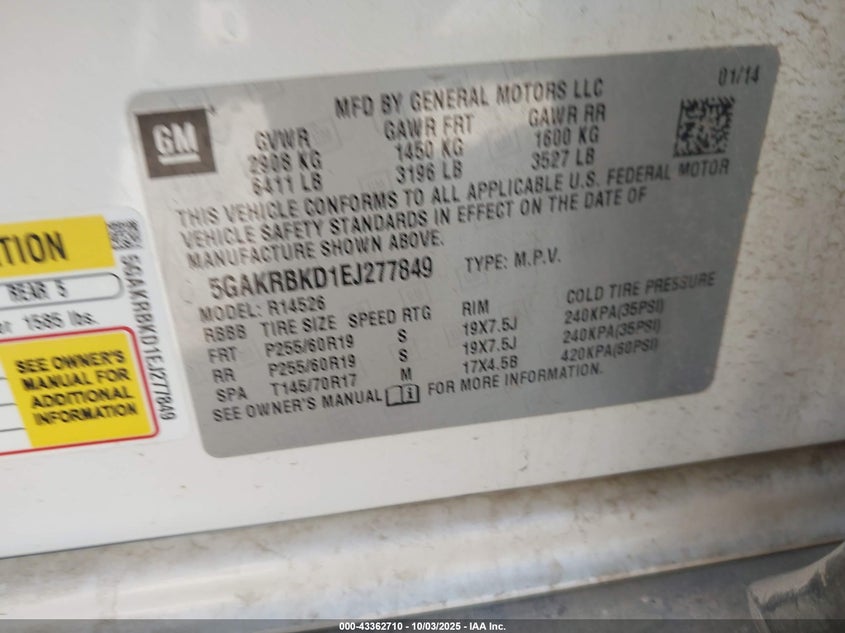 01/14
GM
MFD BY GENERAL MOTORS LLC
GVWR GAWR FRT GAWR RR
2908 KG 1450 KG 1600 KG
6411 LB 3196 LB 3527 LB
THIS VEHICLE CONFORMS TO ALL APPLICABLE U.S. FEDERAL MOTOR
VEHICLE SAFETY STANDARDS IN EFFECT ON THE DATE OF
MANUFACTURE SHOWN ABOVE.
5GAKRBKD1EJ277849 TYPE: M.P.V.
MODEL: R14526
RBBB TIRE SIZE SPEED RTG RIM COLD TIRE PRESSURE
FRT P255/60R19 S 19X7.5J 240KPA(35PSI)
RR P255/60R19 S 19X7.5J 240KPA(35PSI)
SPA T145/70R17 M 17X4.5B 420KPA(60PSI)
SEE OWNER'S MANUAL FOR MORE INFORMATION.
REAR 5
1585 lbs.
SEE OWNER'S
MANUAL FOR
ADDITIONAL
INFORMATION
5GAKRBKD1EJ277849
000-43362710 - 10/03/2025 - IAA Inc.